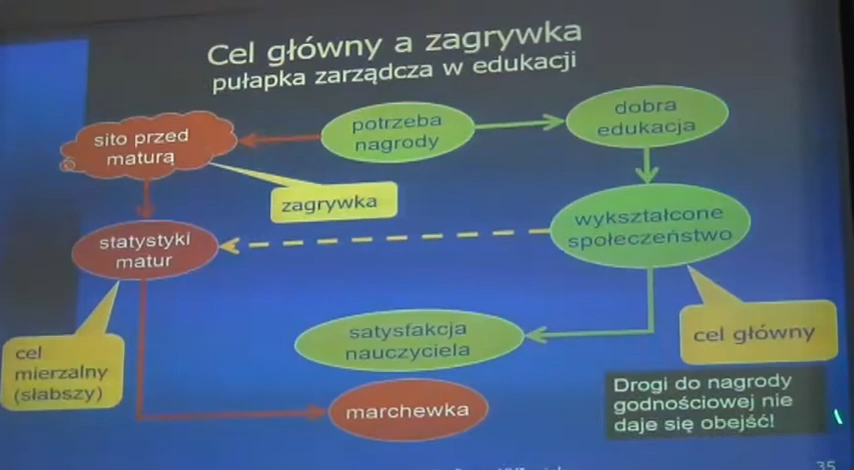 Cel główny a zagrywka
pułapka zarządcza w edukacji
sito przed
maturą
potrzeba
nagrody
dobra
edukacja
zagrywka
statystyki
matur
wykształcone
społeczeństwo
cel
mierzalny
(słabszy)
satysfakcja
nauczyciela
cel główny
marchewka
Drogi do nagrody
godnościowej nie
daje się obejść!
35